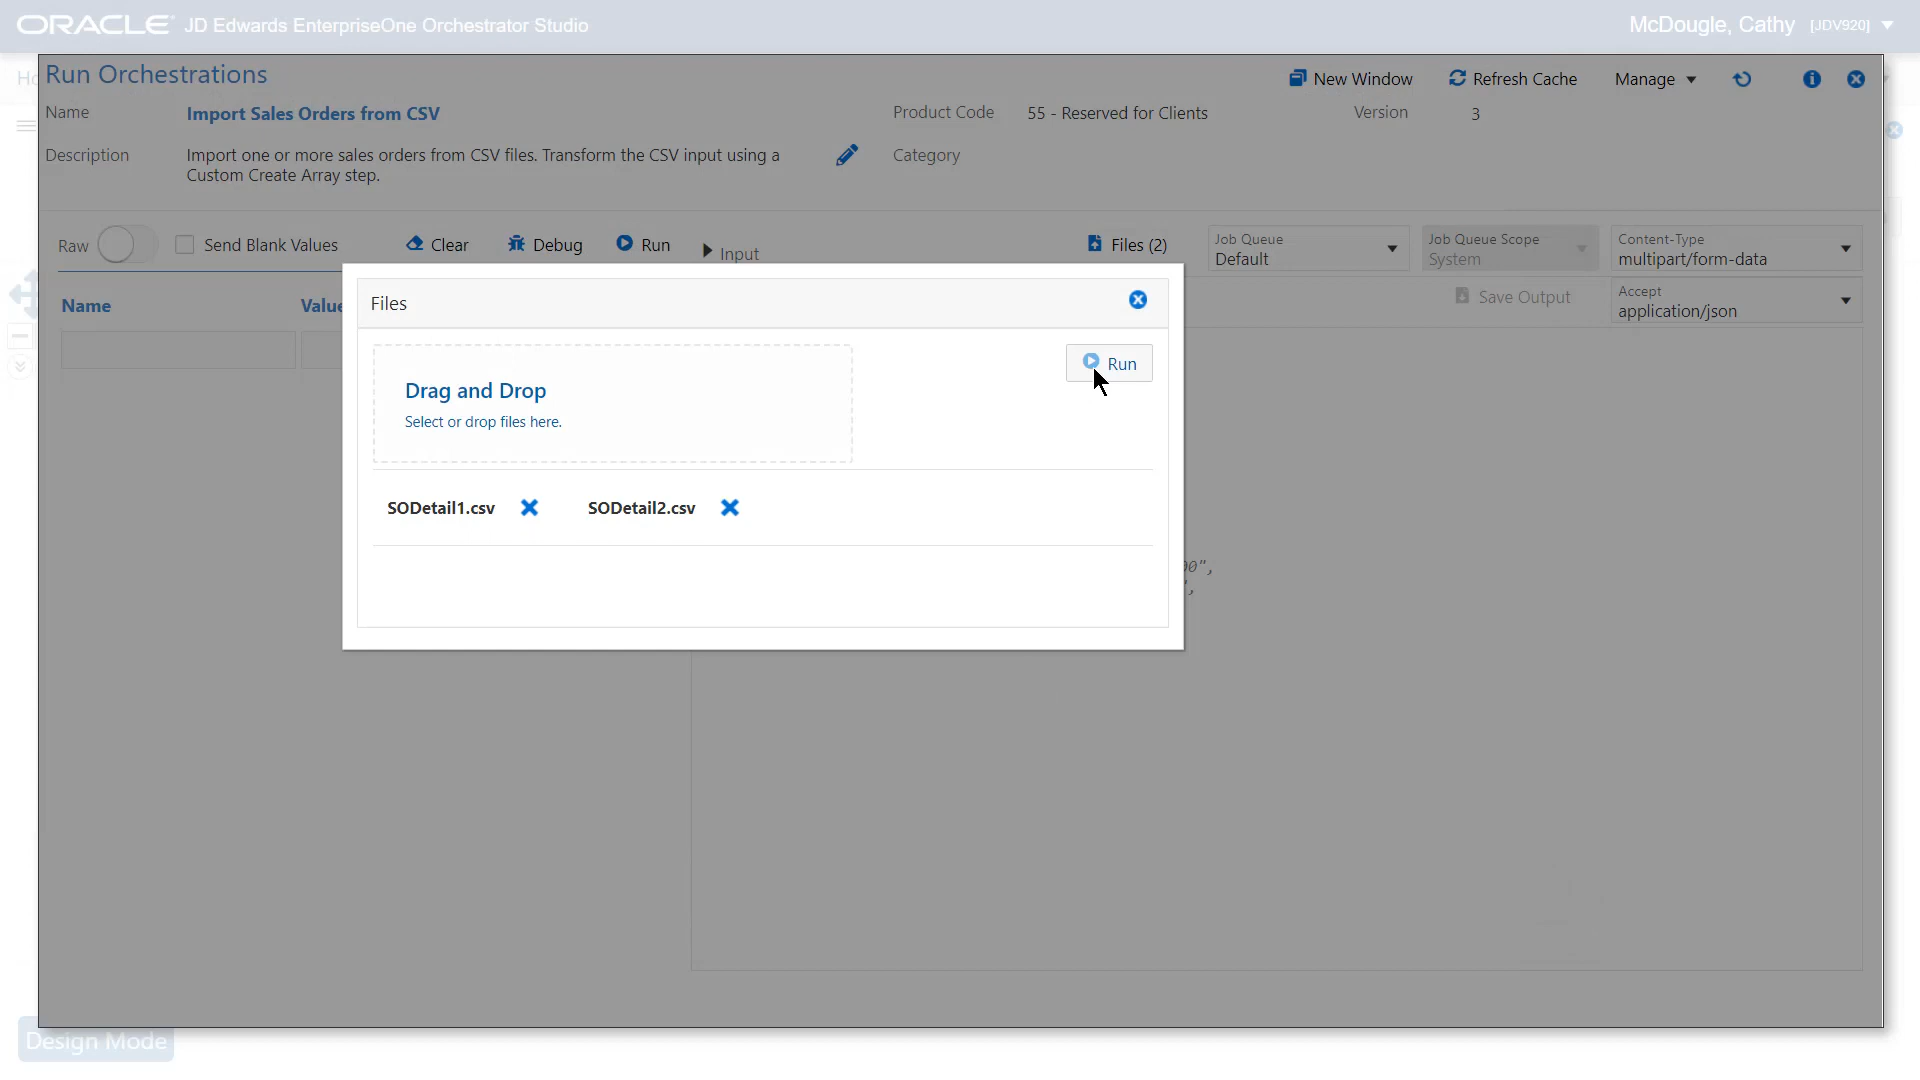 ORACLE JD Edwards EnterpriseOne Orchestrator Studio
McDougle, Cathy [JDV920]
Run Orchestrations
New Window
Refresh Cache
Manage
Name
Import Sales Orders from CSV
Product Code
55 - Reserved for Clients
Version
3
Description
Import one or more sales orders from CSV files. Transform the CSV input using a
Custom Create Array step.
Category
Raw
Send Blank Values
Clear
Debug
Run
Input
Files (2)
Job Queue
Default
Job Queue Scope
System
Content-Type
multipart/form-data
Save Output
Accept
application/json
Name
Value
Files
Run
Drag and Drop
Select or drop files here.
SODetail1.csv
SODetail2.csv
Design Mode